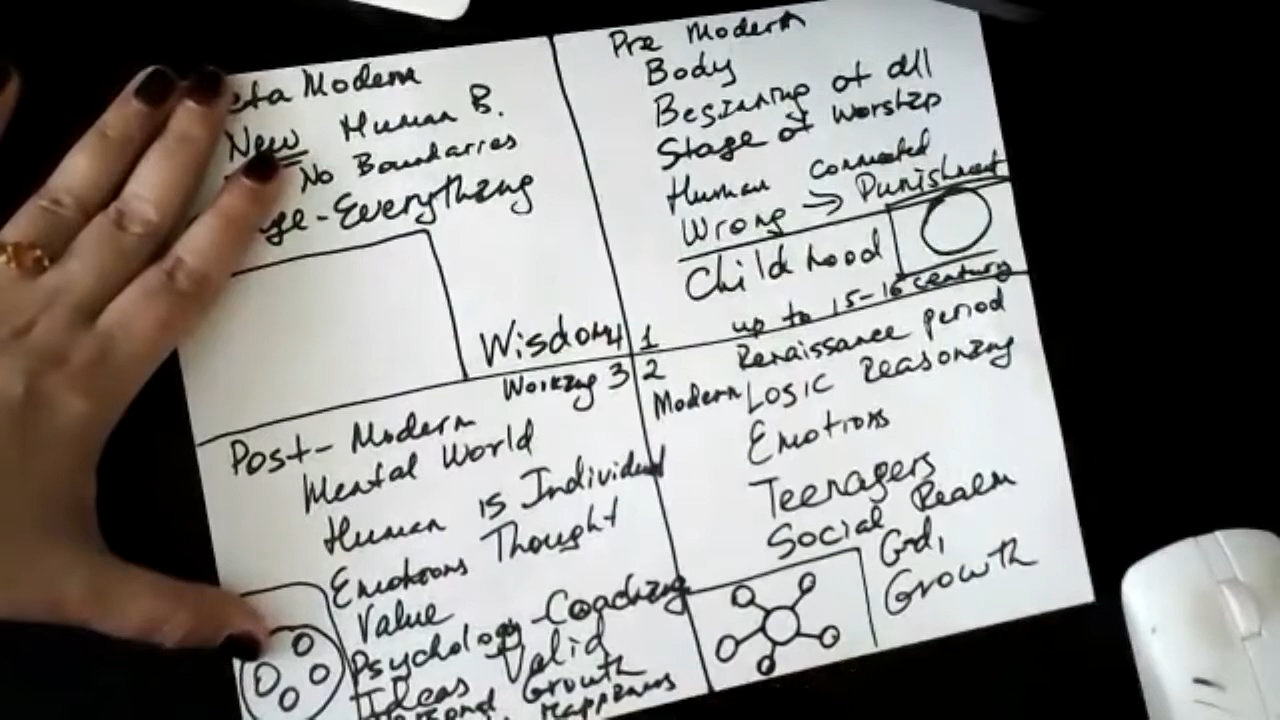 Pre Modern
Body
Beginning of all
Stage of worship
Human connected
Wrong → Punishment
Childhood
up to 15-16 century
1
2
Renaissance period
Modern Logic Reasoning
Emotions
Teenagers
Social Realm
God,
Growth
Post-Modern
Working 3
Mental World
Human is Individual
Emotions Thought
Value
Psychology-Coaching
Ideas Valid
Growth
Happens
eta Modern
New Human B.
No Boundaries
ge-Everything
Wisdom 4